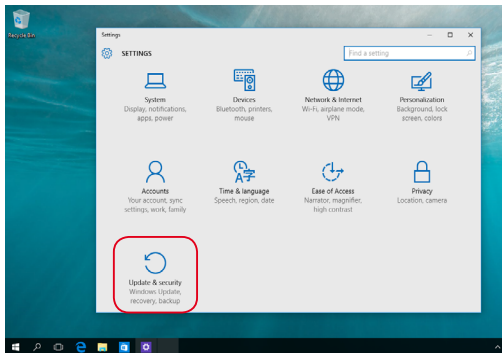 Recycle Bin
Settings
SETTINGS
Find a setting
System
Display, notifications,
apps, power
Devices
Bluetooth, printers,
mouse
Network & Internet
Wi-Fi, airplane mode,
VPN
Personalization
Background, lock
screen, colors
Accounts
Your account, sync
settings, work, family
Time & language
Speech, region, date
Ease of Access
Narrator, magnifier,
high contrast
Privacy
Location, camera
Update & security
Windows Update,
recovery, backup